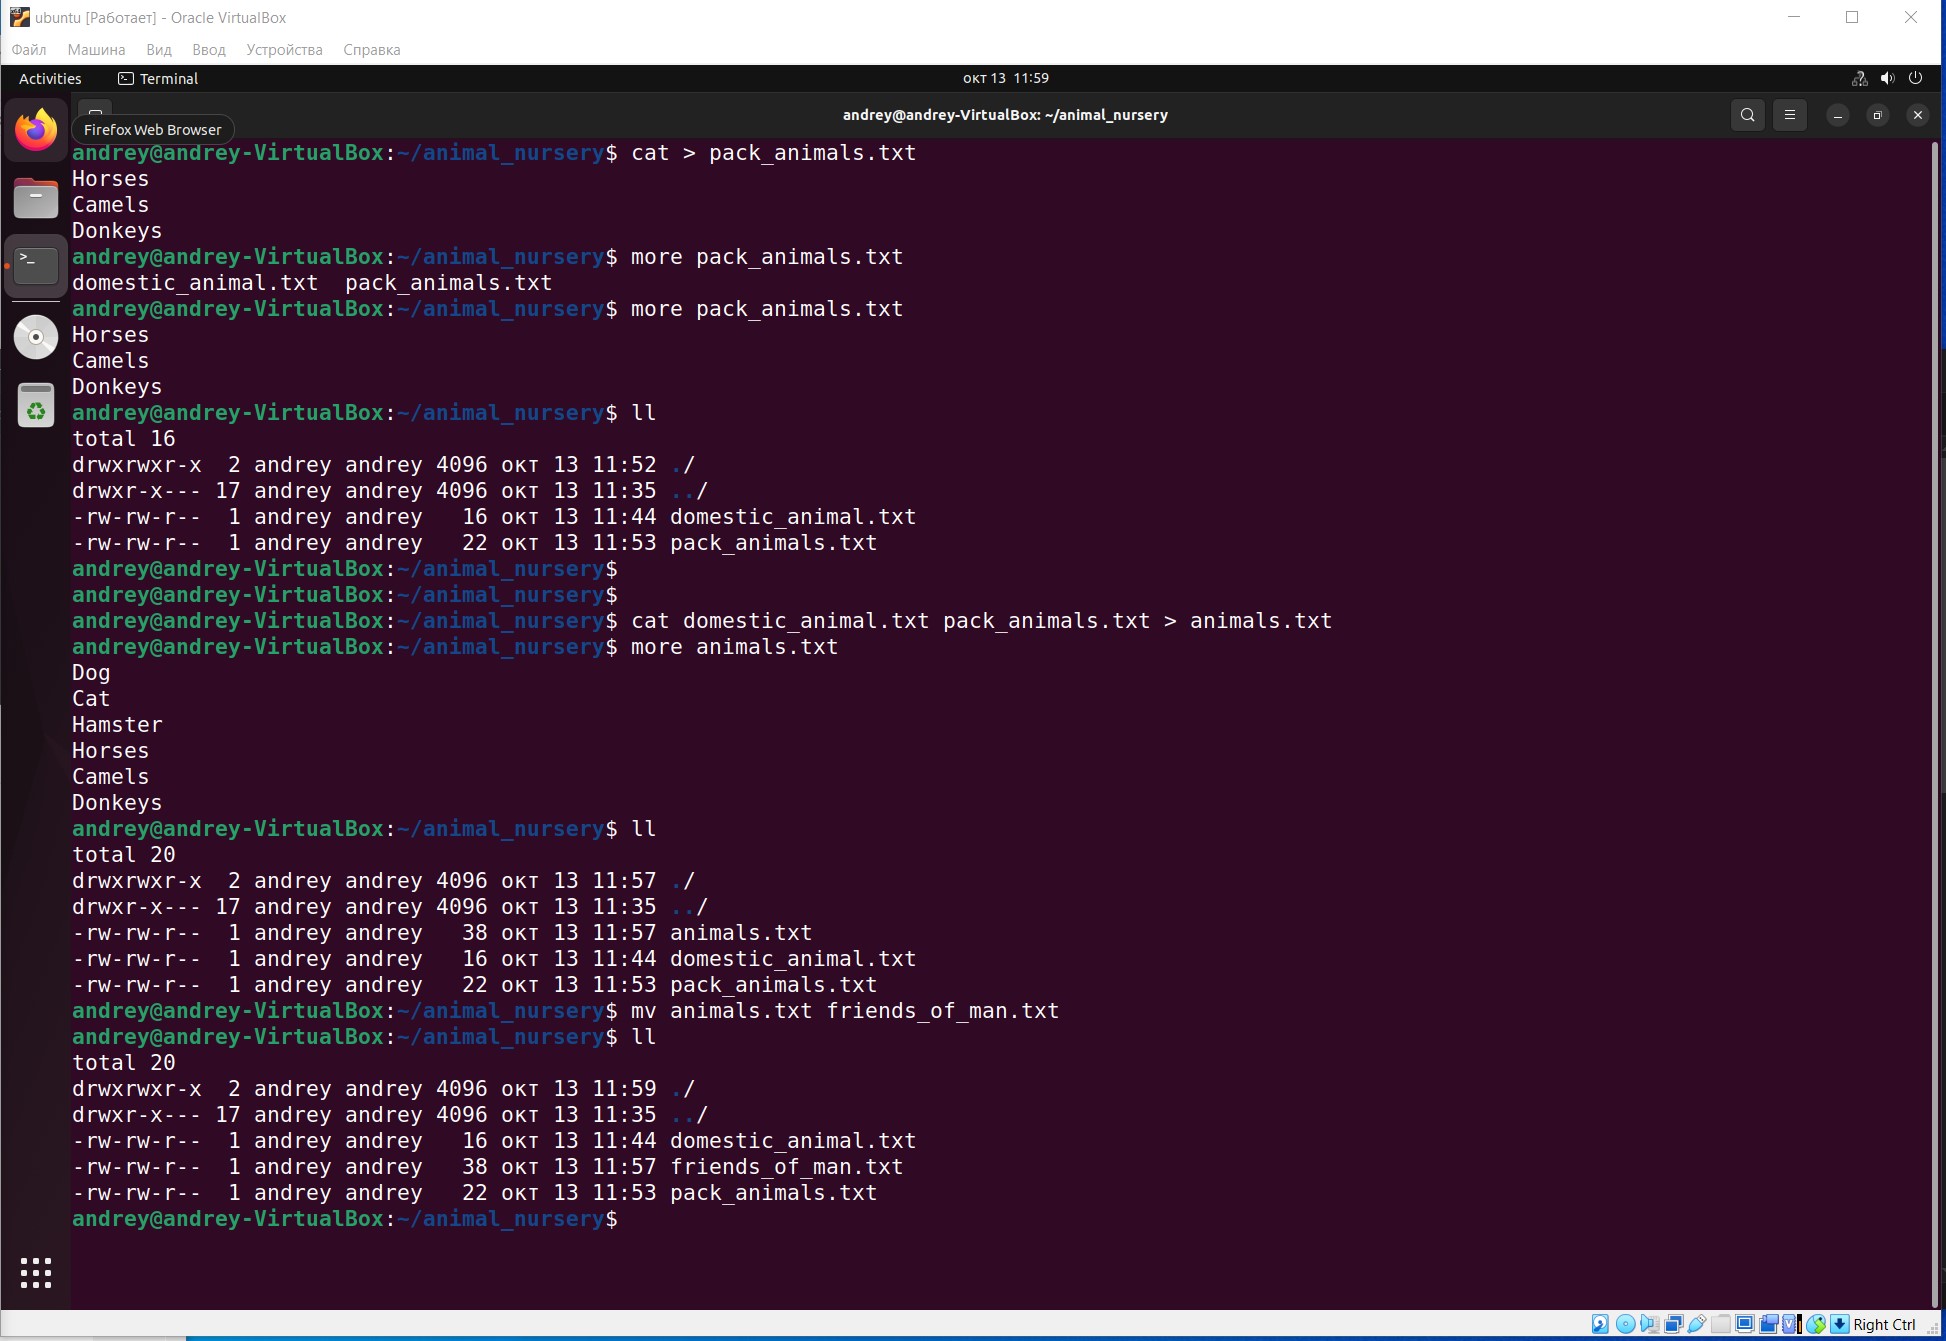 ubuntu [Работает] - Oracle VirtualBox
Файл Машина Вид Ввод Устройства Справка
Activities Terminal окт 13 11:59
andrey@andrey-VirtualBox: ~/animal_nursery
Firefox Web Browser
andrey@andrey-VirtualBox:~/animal_nursery$ cat > pack_animals.txt
Horses
Camels
Donkeys
andrey@andrey-VirtualBox:~/animal_nursery$ more pack_animals.txt
domestic_animal.txt  pack_animals.txt
andrey@andrey-VirtualBox:~/animal_nursery$ more pack_animals.txt
Horses
Camels
Donkeys
andrey@andrey-VirtualBox:~/animal_nursery$ ll
total 16
drwxrwxr-x  2 andrey andrey 4096 окт 13 11:52 ./
drwxr-x--- 17 andrey andrey 4096 окт 13 11:35 ../
-rw-rw-r--  1 andrey andrey   16 окт 13 11:44 domestic_animal.txt
-rw-rw-r--  1 andrey andrey   22 окт 13 11:53 pack_animals.txt
andrey@andrey-VirtualBox:~/animal_nursery$
andrey@andrey-VirtualBox:~/animal_nursery$
andrey@andrey-VirtualBox:~/animal_nursery$ cat domestic_animal.txt pack_animals.txt > animals.txt
andrey@andrey-VirtualBox:~/animal_nursery$ more animals.txt
Dog
Cat
Hamster
Horses
Camels
Donkeys
andrey@andrey-VirtualBox:~/animal_nursery$ ll
total 20
drwxrwxr-x  2 andrey andrey 4096 окт 13 11:57 ./
drwxr-x--- 17 andrey andrey 4096 окт 13 11:35 ../
-rw-rw-r--  1 andrey andrey   38 окт 13 11:57 animals.txt
-rw-rw-r--  1 andrey andrey   16 окт 13 11:44 domestic_animal.txt
-rw-rw-r--  1 andrey andrey   22 окт 13 11:53 pack_animals.txt
andrey@andrey-VirtualBox:~/animal_nursery$ mv animals.txt friends_of_man.txt
andrey@andrey-VirtualBox:~/animal_nursery$ ll
total 20
drwxrwxr-x  2 andrey andrey 4096 окт 13 11:59 ./
drwxr-x--- 17 andrey andrey 4096 окт 13 11:35 ../
-rw-rw-r--  1 andrey andrey   16 окт 13 11:44 domestic_animal.txt
-rw-rw-r--  1 andrey andrey   38 окт 13 11:57 friends_of_man.txt
-rw-rw-r--  1 andrey andrey   22 окт 13 11:53 pack_animals.txt
andrey@andrey-VirtualBox:~/animal_nursery$
Right Ctrl